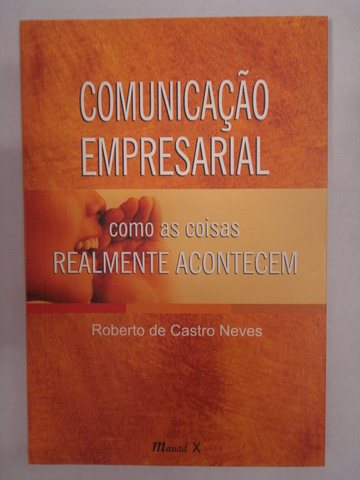 COMUNICAÇÃO
EMPRESARIAL
como as coisas
REALMENTE ACONTECEM
Roberto de Castro Neves
Mauad X